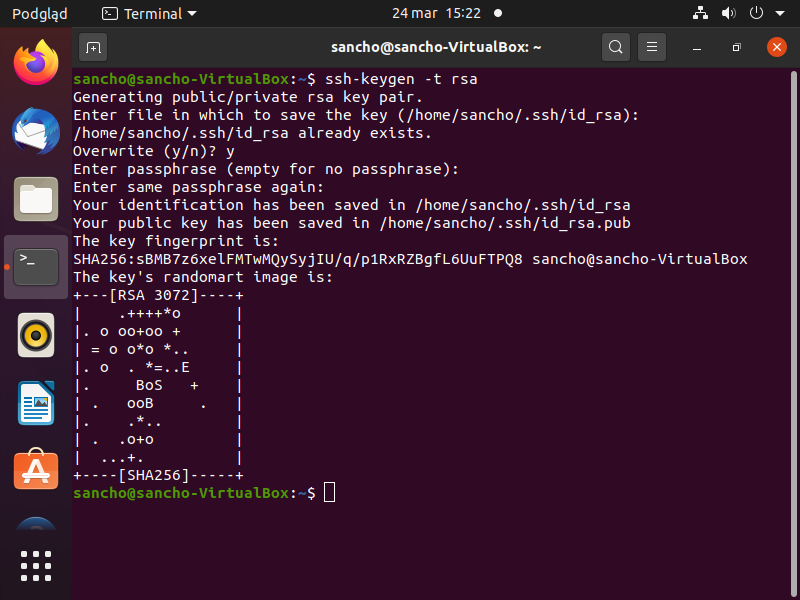 Podgląd
Terminal
24 mar 15:22
sancho@sancho-VirtualBox: ~
sancho@sancho-VirtualBox:~$ ssh-keygen -t rsa
Generating public/private rsa key pair.
Enter file in which to save the key (/home/sancho/.ssh/id_rsa):
/home/sancho/.ssh/id_rsa already exists.
Overwrite (y/n)? y
Enter passphrase (empty for no passphrase):
Enter same passphrase again:
Your identification has been saved in /home/sancho/.ssh/id_rsa
Your public key has been saved in /home/sancho/.ssh/id_rsa.pub
The key fingerprint is:
SHA256:sBMB7z6xelFMTwMQySyjIU/q/p1RxRZBgfL6UuFTPQ8 sancho@sancho-VirtualBox
The key's randomart image is:
+---[RSA 3072]----+
|    .++++*o      |
|. o oo+oo +      |
| = o o*o *..     |
|. o  . *=..E     |
|.     BoS   +    |
| .   ooB     .   |
|.    .*..        |
| .  .o+o         |
|  ...+.          |
+----[SHA256]-----+
sancho@sancho-VirtualBox:~$